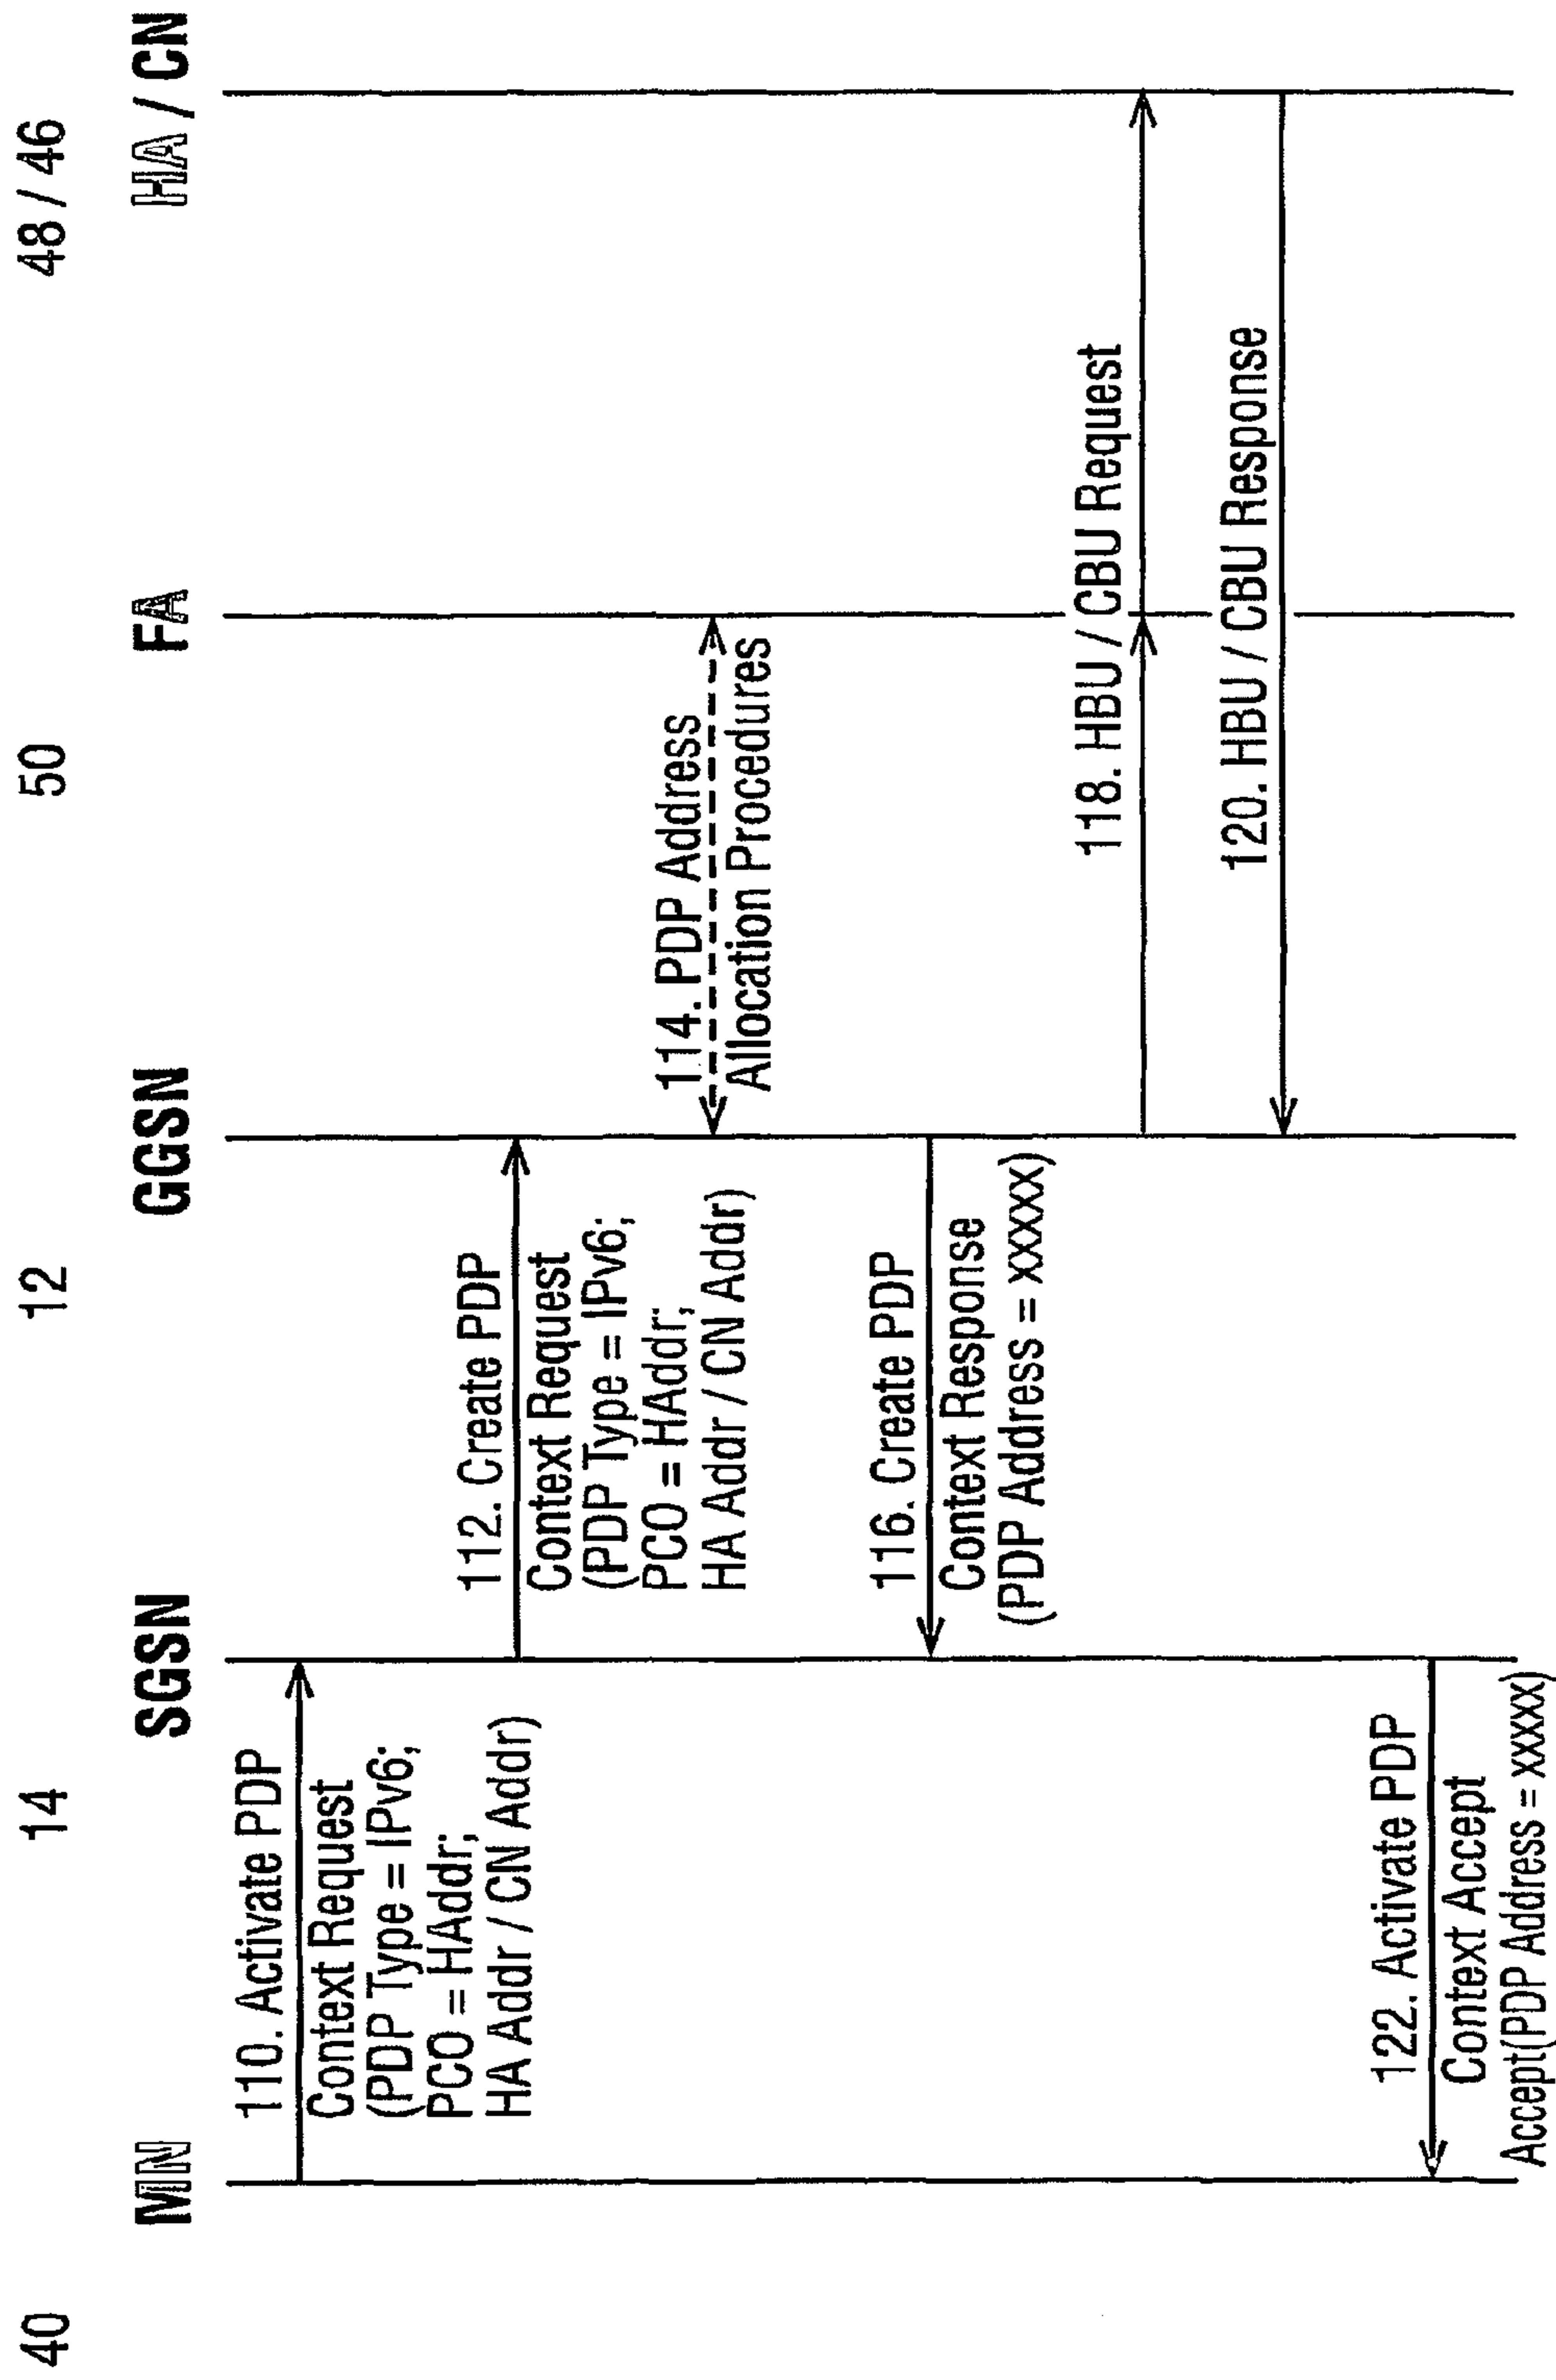 40
14
12
50
48 / 46
MN
SGSN
GGSN
FA
HA / CN
110. Activate PDP
Context Request
(PDP Type = IPv6;
PCO = HAddr;
HA Addr / CN Addr)
112. Create PDP
Context Request
(PDP Type = IPv6;
PCO = HAddr;
HA Addr / CN Addr)
114. PDP Address
Allocation Procedures
116. Create PDP
Context Response
(PDP Address = xxxxx)
118. HBU / CBU Request
120. HBU / CBU Response
122. Activate PDP
Context Accept
Accept(PDP Address = xxxxx)